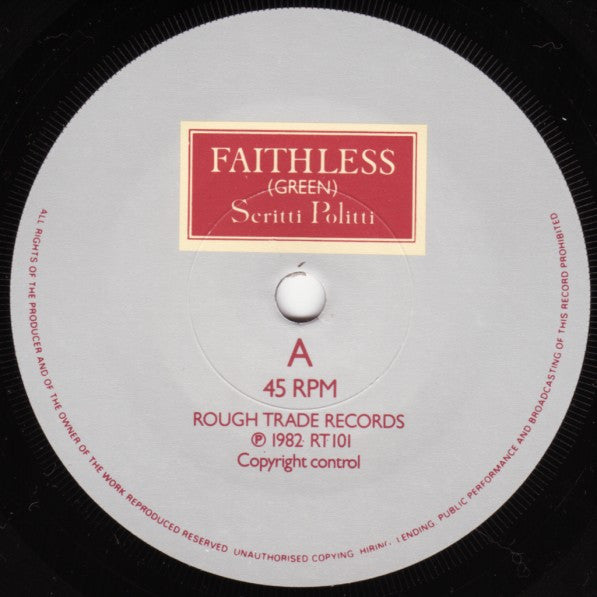 FAITHLESS
(GREEN)
Scritti Politti
A
45 RPM
ROUGH TRADE RECORDS
℗ 1982 RT101
Copyright control
ALL RIGHTS OF THE PRODUCER AND OF THE OWNER OF THE WORK REPRODUCED RESERVED. UNAUTHORISED COPYING. HIRING. LENDING. PUBLIC PERFORMANCE AND BROADCASTING OF THIS RECORD PROHIBITED